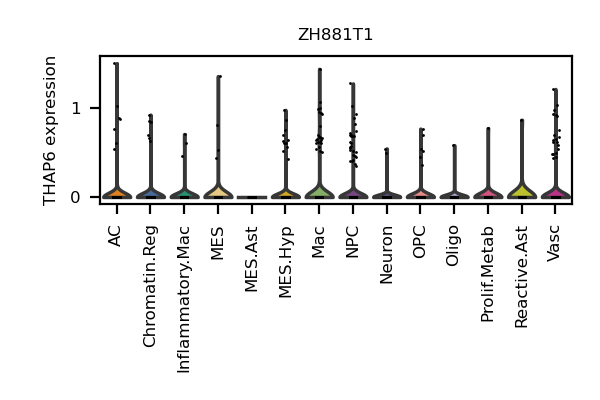 ZH881T1
THAP6 expression
1
0
AC
Chromatin.Reg
Inflammatory.Mac
MES
MES.Ast
MES.Hyp
Mac
NPC
Neuron
OPC
Oligo
Prolif.Metab
Reactive.Ast
Vasc